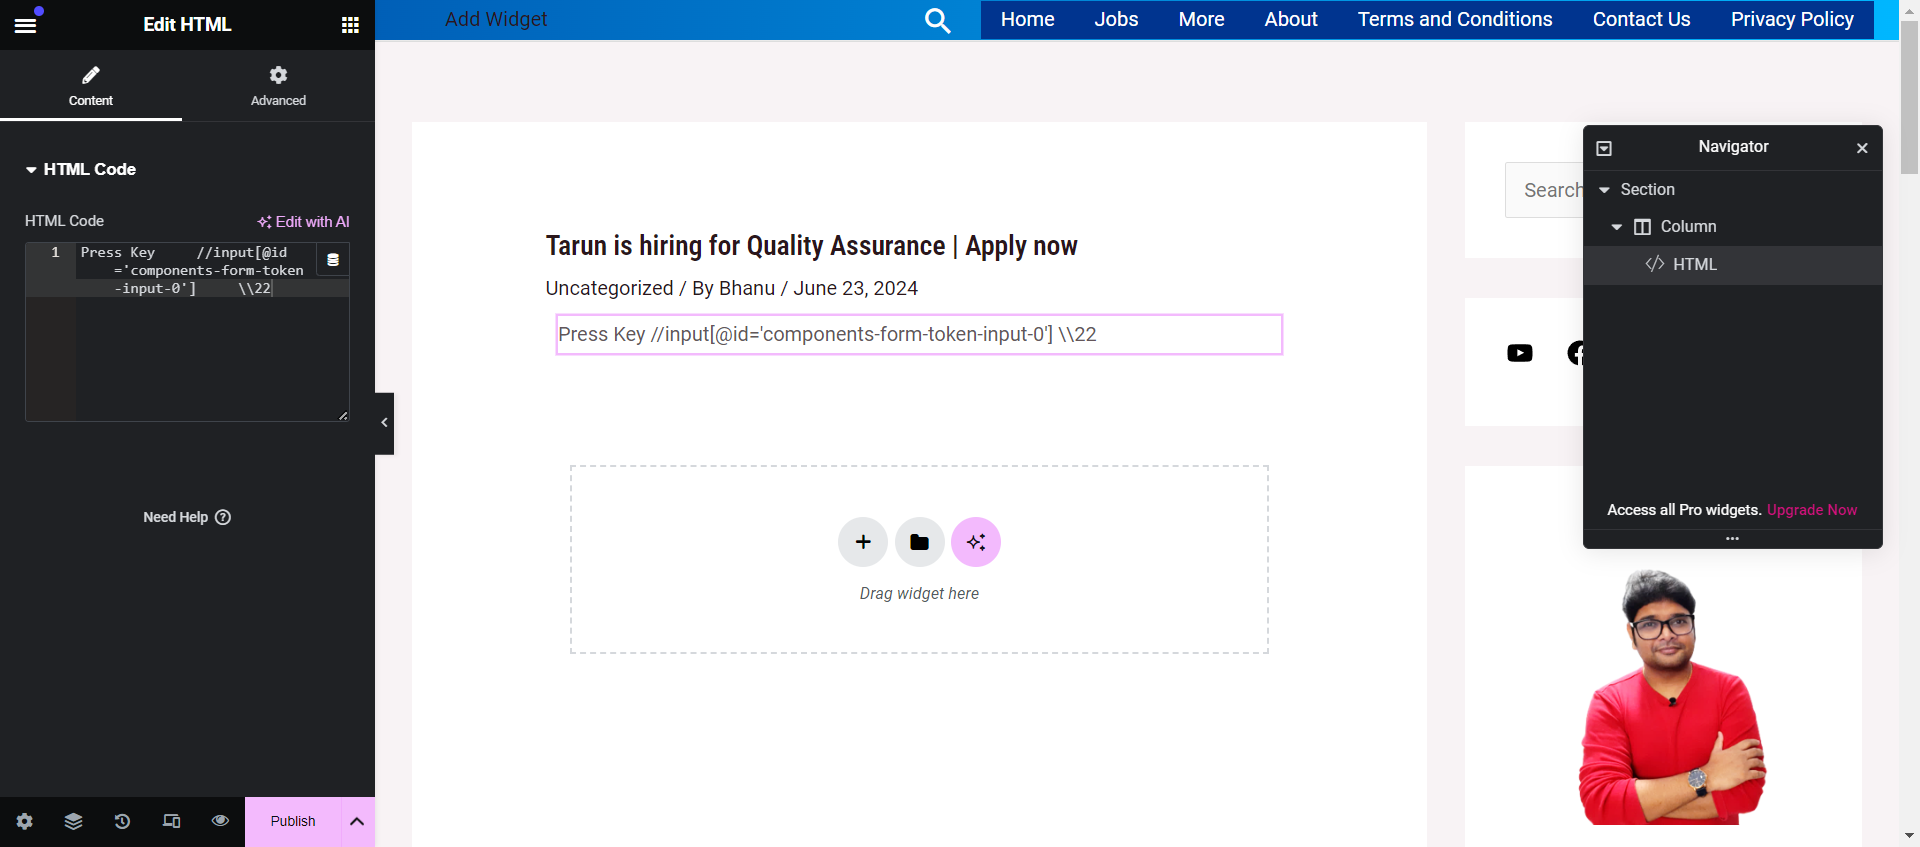 Edit HTML
Content
Advanced
HTML Code
HTML Code
Edit with AI
1
Press Key     //input[@id
='components-form-token
-input-0']     \\22
Need Help
Publish
Add Widget
Home
Jobs
More
About
Terms and Conditions
Contact Us
Privacy Policy
Tarun is hiring for Quality Assurance | Apply now
Uncategorized / By Bhanu / June 23, 2024
Press Key //input[@id='components-form-token-input-0'] \\22
Drag widget here
Search
Navigator
Section
Column
HTML
Access all Pro widgets. Upgrade Now